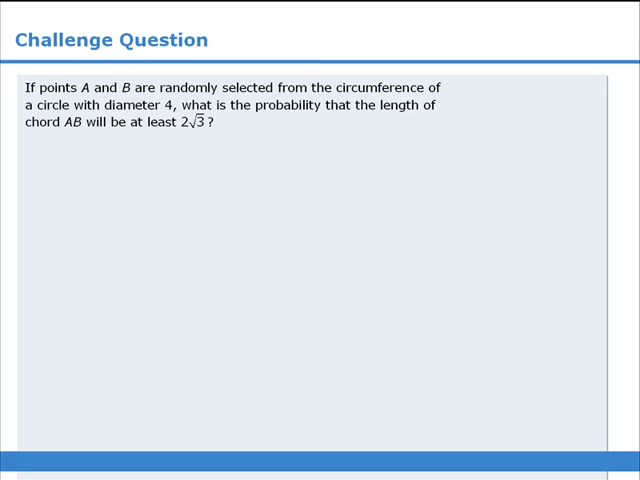 Challenge Question
If points A and B are randomly selected from the circumference of
a circle with diameter 4, what is the probability that the length of
chord AB will be at least 2√3 ?